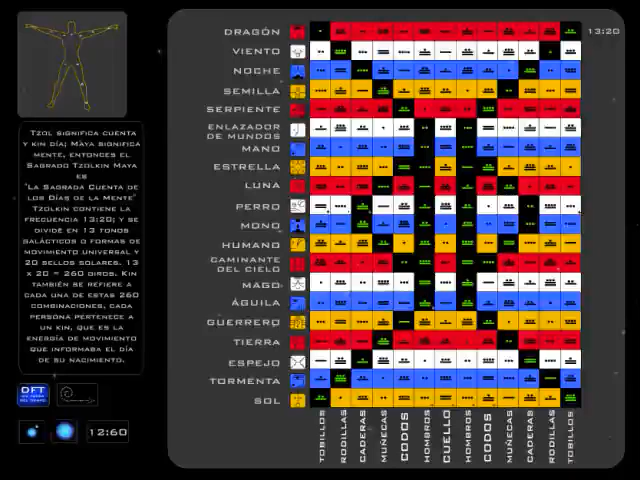 TZOL SIGNIFICA CUENTA
Y KIN DÍA; MAYA SIGNIFICA
MENTE, ENTONCES EL
SAGRADO TZOLKIN MAYA
ES
"LA SAGRADA CUENTA DE
LOS DÍAS DE LA MENTE"
TZOLKIN CONTIENE LA
FRECUENCIA 13:20; Y SE
DIVIDE EN 13 TONOS
GALÁCTICOS O FORMAS DE
MOVIMIENTO UNIVERSAL Y
20 SELLOS SOLARES. 13
X 20 = 260 GIROS. KIN
TAMBIÉN SE REFIERE A
CADA UNA DE ESTAS 260
COMBINACIONES, CADA
PERSONA PERTENECE A
UN KIN, QUE ES LA
ENERGÍA DE MOVIMIENTO
QUE INFORMABA EL DÍA
DE SU NACIMIENTO.
DFT
12:60
DRAGÓN
VIENTO
NOCHE
SEMILLA
SERPIENTE
ENLAZADOR
DE MUNDOS
MANO
ESTRELLA
LUNA
PERRO
MONO
HUMANO
CAMINANTE
DEL CIELO
MAGO
ÁGUILA
GUERRERO
TIERRA
ESPEJO
TORMENTA
SOL
13:20
TOBILLOS
RODILLAS
CADERAS
MUÑECAS
CODOS
HOMBROS
CUELLO
HOMBROS
CODOS
MUÑECAS
CADERAS
RODILLAS
TOBILLOS